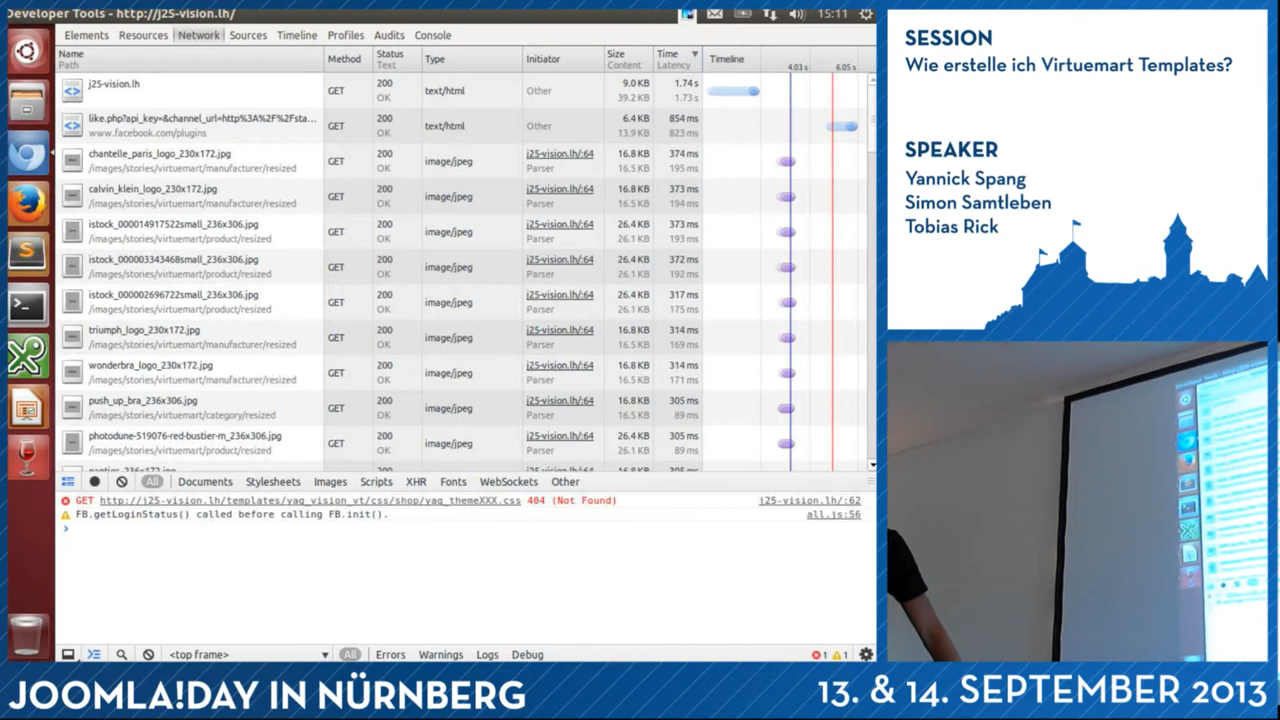 Developer Tools - http://j25-vision.lh/
15:11
Elements Resources Network Sources Timeline Profiles Audits Console
Name Path Method Status Text Type Initiator Size Content Time Latency Timeline 4.03 s 6.05 s
j25-vision.lh GET 200 OK text/html Other 9.0 KB 39.2 KB 1.74 s 1.73 s
like.php?api_key=&channel_url=http%3A%2F%2Fsta... www.facebook.com/plugins GET 200 OK text/html Other 6.4 KB 13.9 KB 854 ms 823 ms
chantelle_paris_logo_230x172.jpg /images/stories/virtuemart/manufacturer/resized GET 200 OK image/jpeg j25-vision.lh/:64 Parser 16.8 KB 16.5 KB 374 ms 195 ms
calvin_klein_logo_230x172.jpg /images/stories/virtuemart/manufacturer/resized GET 200 OK image/jpeg j25-vision.lh/:64 Parser 16.8 KB 16.5 KB 373 ms 194 ms
istock_000014917522small_236x306.jpg /images/stories/virtuemart/product/resized GET 200 OK image/jpeg j25-vision.lh/:64 Parser 26.4 KB 26.1 KB 373 ms 193 ms
istock_000003343468small_236x306.jpg /images/stories/virtuemart/product/resized GET 200 OK image/jpeg j25-vision.lh/:64 Parser 26.4 KB 26.1 KB 372 ms 192 ms
istock_000002696722small_236x306.jpg /images/stories/virtuemart/product/resized GET 200 OK image/jpeg j25-vision.lh/:64 Parser 26.4 KB 26.1 KB 317 ms 175 ms
triumph_logo_230x172.jpg /images/stories/virtuemart/manufacturer/resized GET 200 OK image/jpeg j25-vision.lh/:64 Parser 16.8 KB 16.5 KB 314 ms 169 ms
wonderbra_logo_230x172.jpg /images/stories/virtuemart/manufacturer/resized GET 200 OK image/jpeg j25-vision.lh/:64 Parser 16.8 KB 16.5 KB 314 ms 171 ms
push_up_bra_236x306.jpg /images/stories/virtuemart/category/resized GET 200 OK image/jpeg j25-vision.lh/:64 Parser 16.8 KB 16.5 KB 305 ms 89 ms
photodune-519076-red-bustier-m_236x306.jpg /images/stories/virtuemart/product/resized GET 200 OK image/jpeg j25-vision.lh/:64 Parser 26.4 KB 26.1 KB 305 ms 89 ms
All Documents Stylesheets Images Scripts XHR Fonts WebSockets Other
GET http://j25-vision.lh/templates/yag_vision_vt/css/shop/yag_themeXXX.css 404 (Not Found) j25-vision.lh/:62
FB.getLoginStatus() called before calling FB.init(). all.js:56
<top frame> All Errors Warnings Logs Debug 1 1
SESSION
Wie erstelle ich Virtuemart Templates?
SPEAKER
Yannick Spang
Simon Samtleben
Tobias Rick
JOOMLA!DAY IN NÜRNBERG
13. & 14. SEPTEMBER 2013